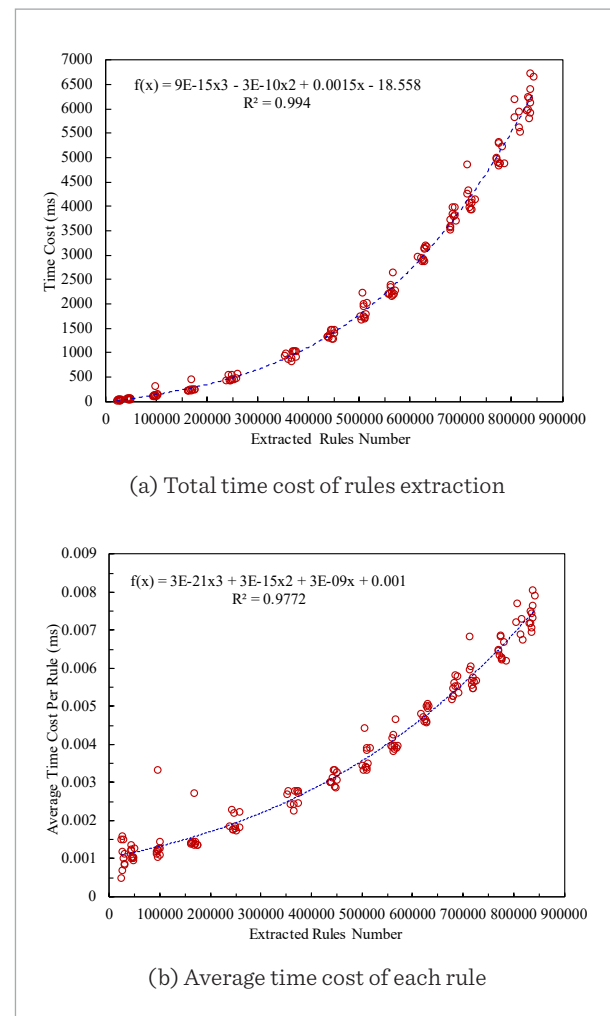 f(x) = 9E-15x3 - 3E-10x2 + 0.0015x - 18.558
R² = 0.994
7000
6500
6000
5500
5000
4500
4000
3500
3000
2500
2000
1500
1000
500
0
Time Cost (ms)
0 100000 200000 300000 400000 500000 600000 700000 800000 900000
Extracted Rules Number
(a) Total time cost of rules extraction
f(x) = 3E-21x3 + 3E-15x2 + 3E-09x + 0.001
R² = 0.9772
0.009
0.008
0.007
0.006
0.005
0.004
0.003
0.002
0.001
0
Average Time Cost Per Rule (ms)
0 100000 200000 300000 400000 500000 600000 700000 800000 900000
Extracted Rules Number
(b) Average time cost of each rule